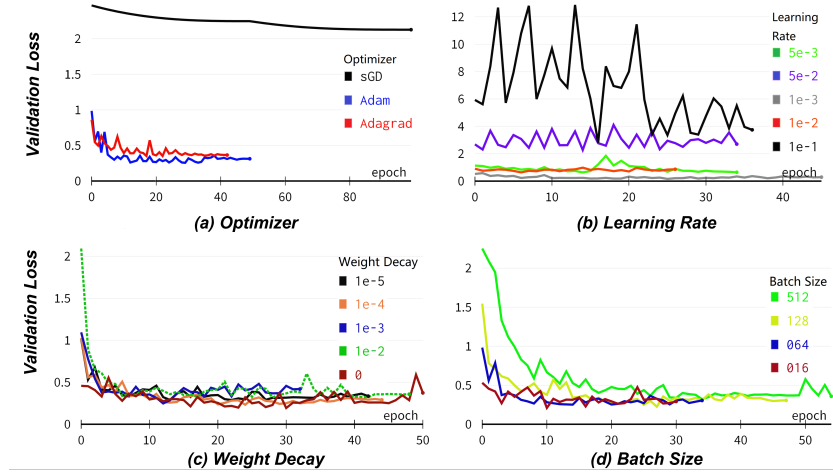 Validation Loss
2
1.5
1
0.5
0
0 20 40 60 80
epoch
Optimizer
sGD
Adam
Adagrad
(a) Optimizer
12
10
8
6
4
2
0
0 10 20 30 40
epoch
Learning
Rate
5e-3
5e-2
1e-3
1e-2
1e-1
(b) Learning Rate
Validation Loss
2
1.5
1
0.5
0
0 10 20 30 40 50
epoch
Weight Decay
1e-5
1e-4
1e-3
1e-2
0
(c) Weight Decay
2
1.5
1
0.5
0
0 10 20 30 40 50
epoch
Batch Size
512
128
064
016
(d) Batch Size